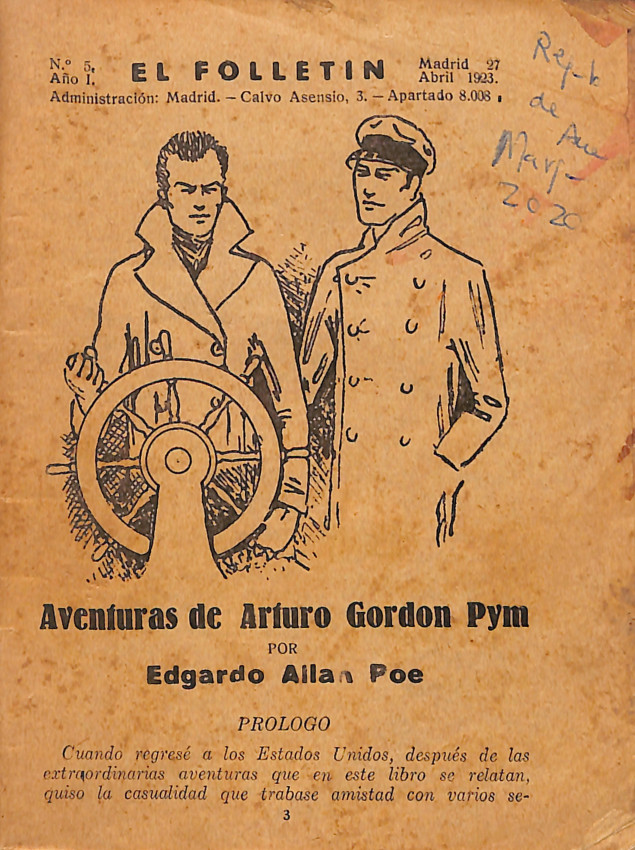 N.º 5.
Año I.
EL FOLLETIN
Madrid 27
Abril 1923.
Administración: Madrid. — Calvo Asensio, 3. — Apartado 8.008
de
2020
Aventuras de Arturo Gordon Pym
POR
Edgardo Allan Poe
PROLOGO
Cuando regresé a los Estados Unidos, después de las
extraordinarias aventuras que en este libro se relatan,
quiso la casualidad que trabase amistad con varios se-
3